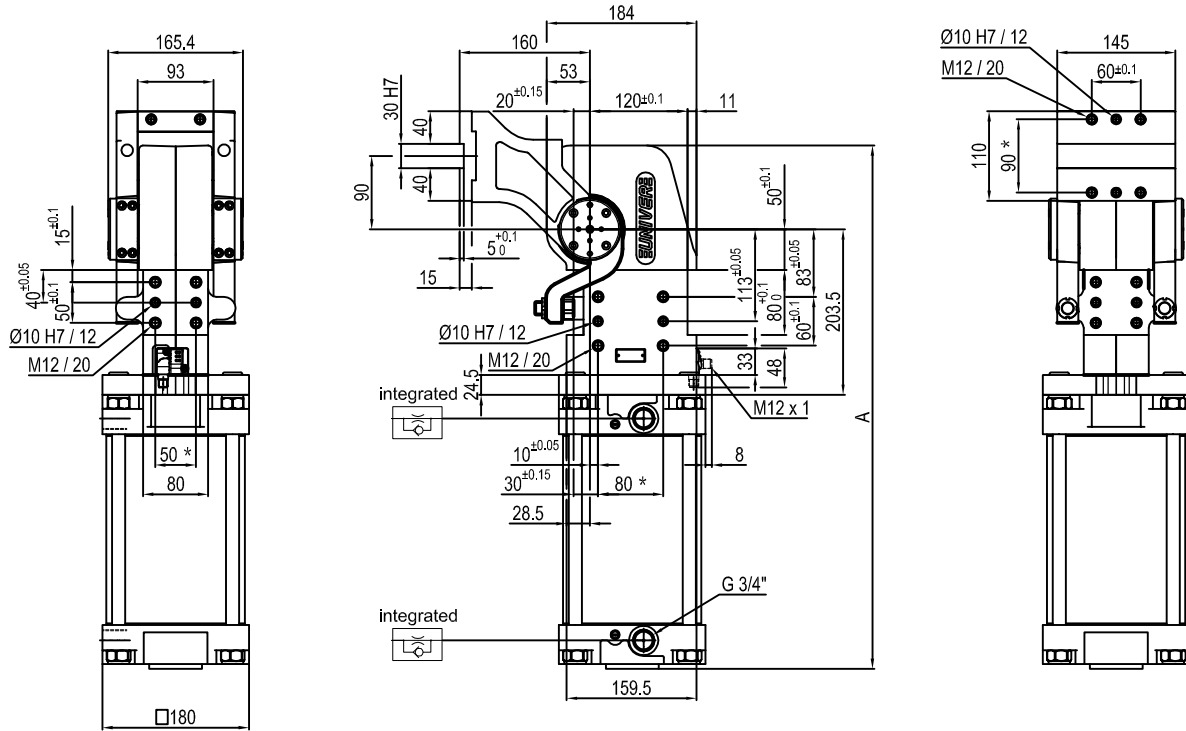 165.4
93
15±0.1
40±0.05
50±0.1
Ø10 H7 / 12
M12 / 20
50 *
80
□180
184
160
53
20±0.15
120±0.1
11
30 H7
40
90
40
5 +0.1 0
15
UNIVER
50±0.1
83±0.05
113±0.05
80 +0.1 0
60±0.1
203.5
33
48
A
Ø10 H7 / 12
M12 / 20
24.5
integrated
M12 x 1
8
10±0.05
30±0.15
80 *
28.5
G 3/4"
integrated
159.5
Ø10 H7 / 12
M12 / 20
145
60±0.1
110
90 *